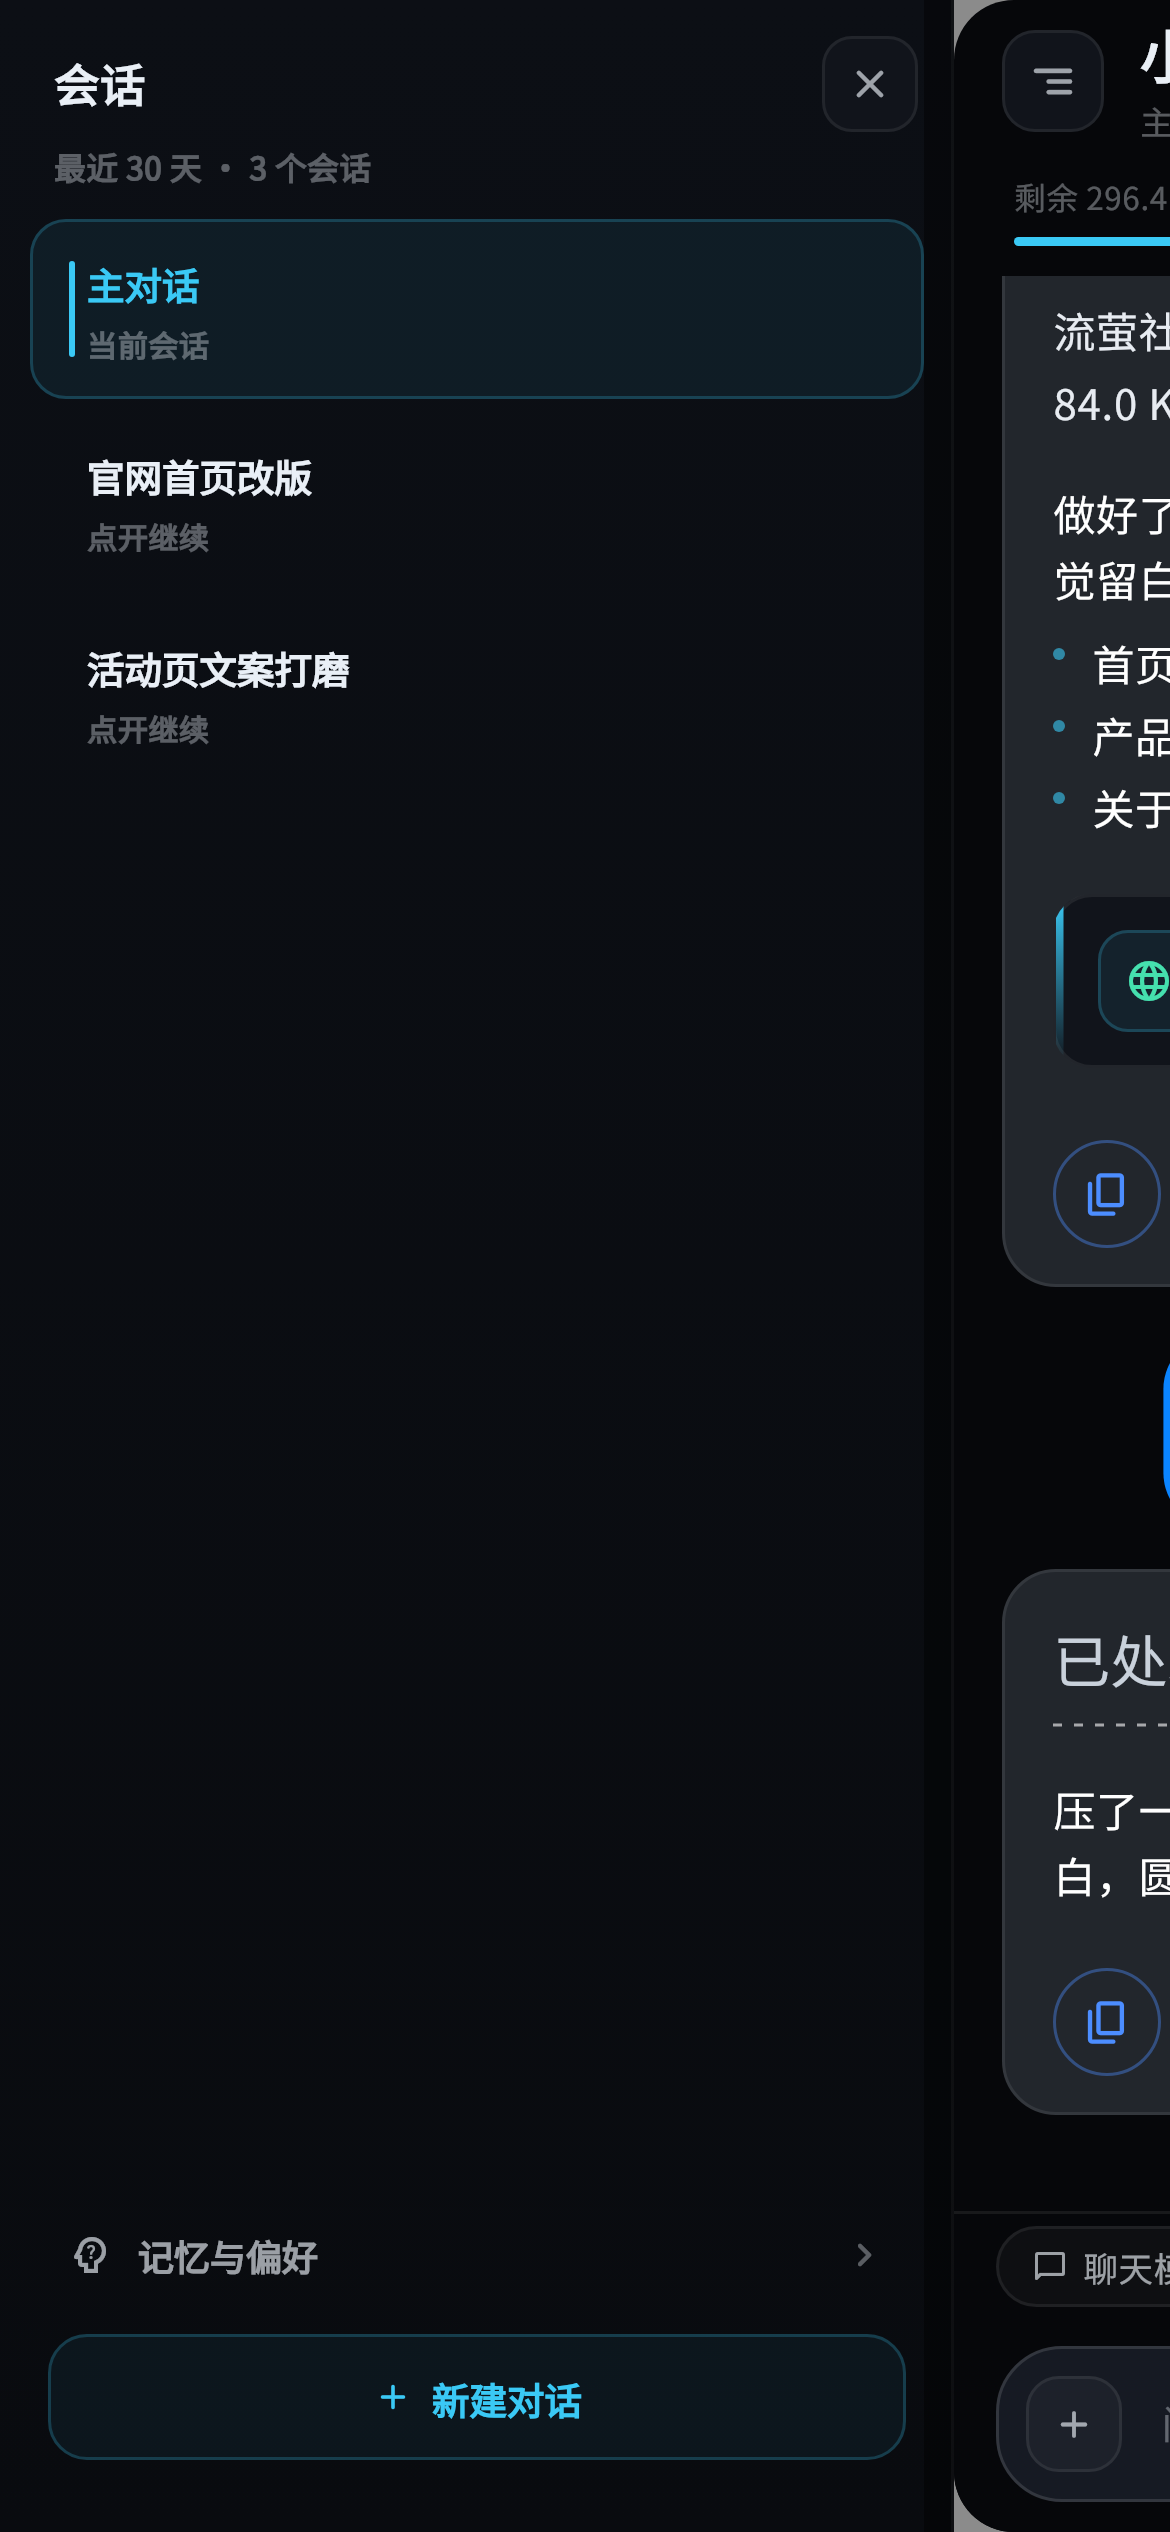 会话
最近 30 天 · 3 个会话
主对话
当前会话
官网首页改版
点开继续
活动页文案打磨
点开继续
记忆与偏好
新建对话
小
主
剩余 296.4
流萤社
84.0 K
做好了
觉留白
首页
产品
关于
已处
压了一
白，圆
聊天模